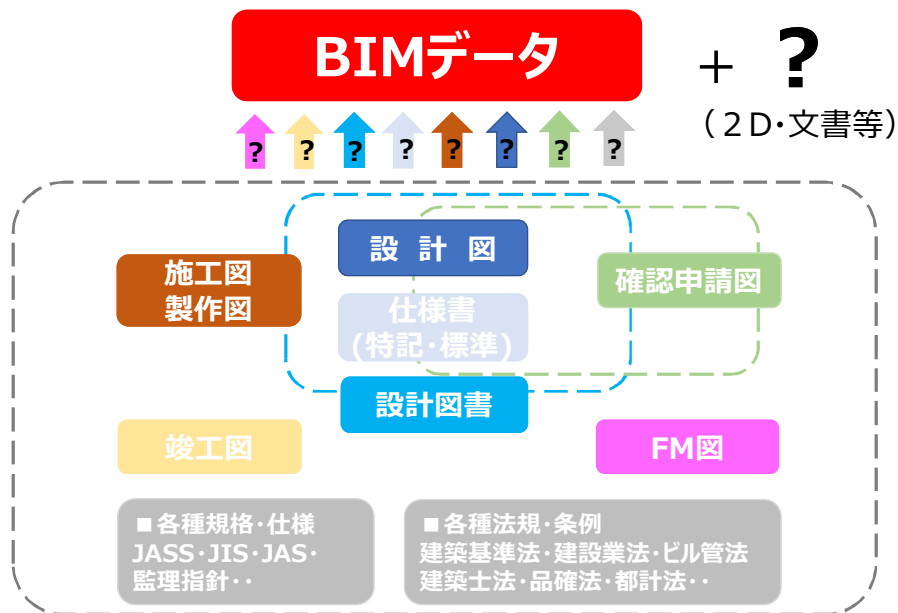 BIMデータ
+ ?
(2D・文書等)
? ? ? ? ? ? ? ?
設 計 図
施工図
製作図
確認申請図
仕様書
(特記・標準)
設計図書
竣工図
FM図
■各種規格・仕様
JASS・JIS・JAS・
監理指針・・
■各種法規・条例
建築基準法・建設業法・ビル管法
建築士法・品確法・都計法・・